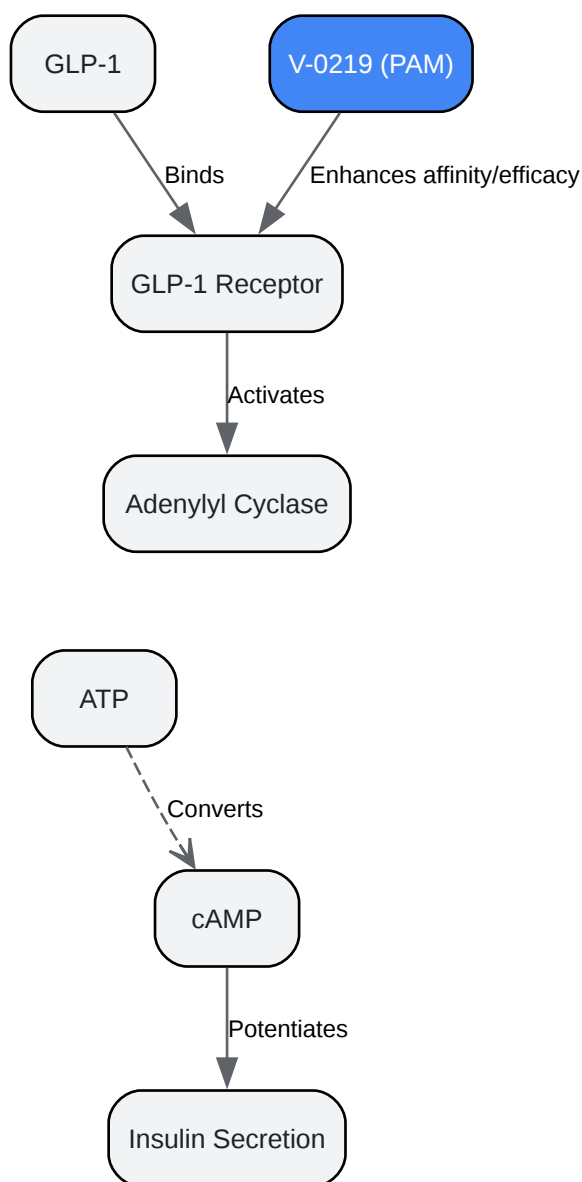 GLP-1
V-0219 (PAM)
Binds
Enhances affinity/efficacy
GLP-1 Receptor
Activates
Adenylyl Cyclase
ATP
Converts
cAMP
Potentiates
Insulin Secretion